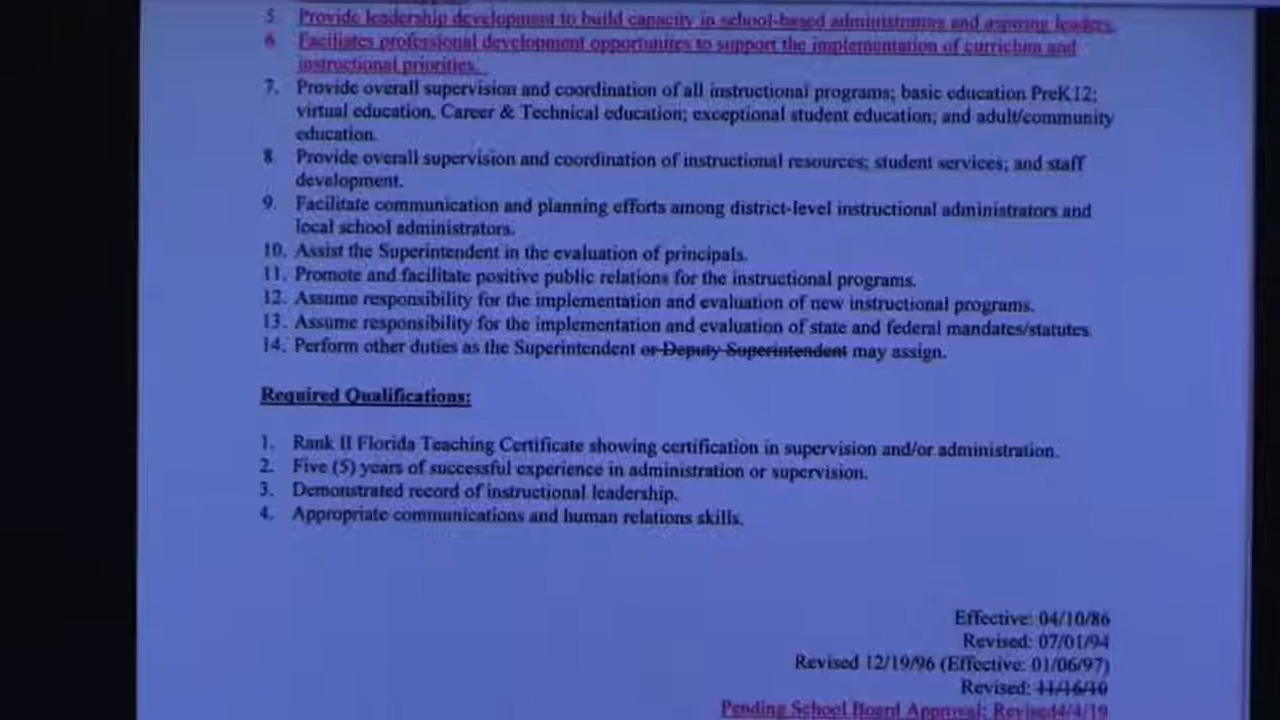 5. Provide leadership development to build capacity in school-based administrators and aspiring leaders.
6. Faciliates professional development opportunites to support the implementation of curriclum and
instructional priorities.
7. Provide overall supervision and coordination of all instructional programs; basic education PreK12;
virtual education, Career & Technical education; exceptional student education; and adult/community
education.
8. Provide overall supervision and coordination of instructional resources; student services; and staff
development.
9. Facilitate communication and planning efforts among district-level instructional administrators and
local school administrators.
10. Assist the Superintendent in the evaluation of principals.
11. Promote and facilitate positive public relations for the instructional programs.
12. Assume responsibility for the implementation and evaluation of new instructional programs.
13. Assume responsibility for the implementation and evaluation of state and federal mandates/statutes.
14. Perform other duties as the Superintendent or Deputy Superintendent may assign.
Required Qualifications:
1. Rank II Florida Teaching Certificate showing certification in supervision and/or administration.
2. Five (5) years of successful experience in administration or supervision.
3. Demonstrated record of instructional leadership.
4. Appropriate communications and human relations skills.
Effective: 04/10/86
Revised: 07/01/94
Revised 12/19/96 (Effective: 01/06/97)
Revised: 11/16/10
Pending School Board Approval: Revised4/4/19